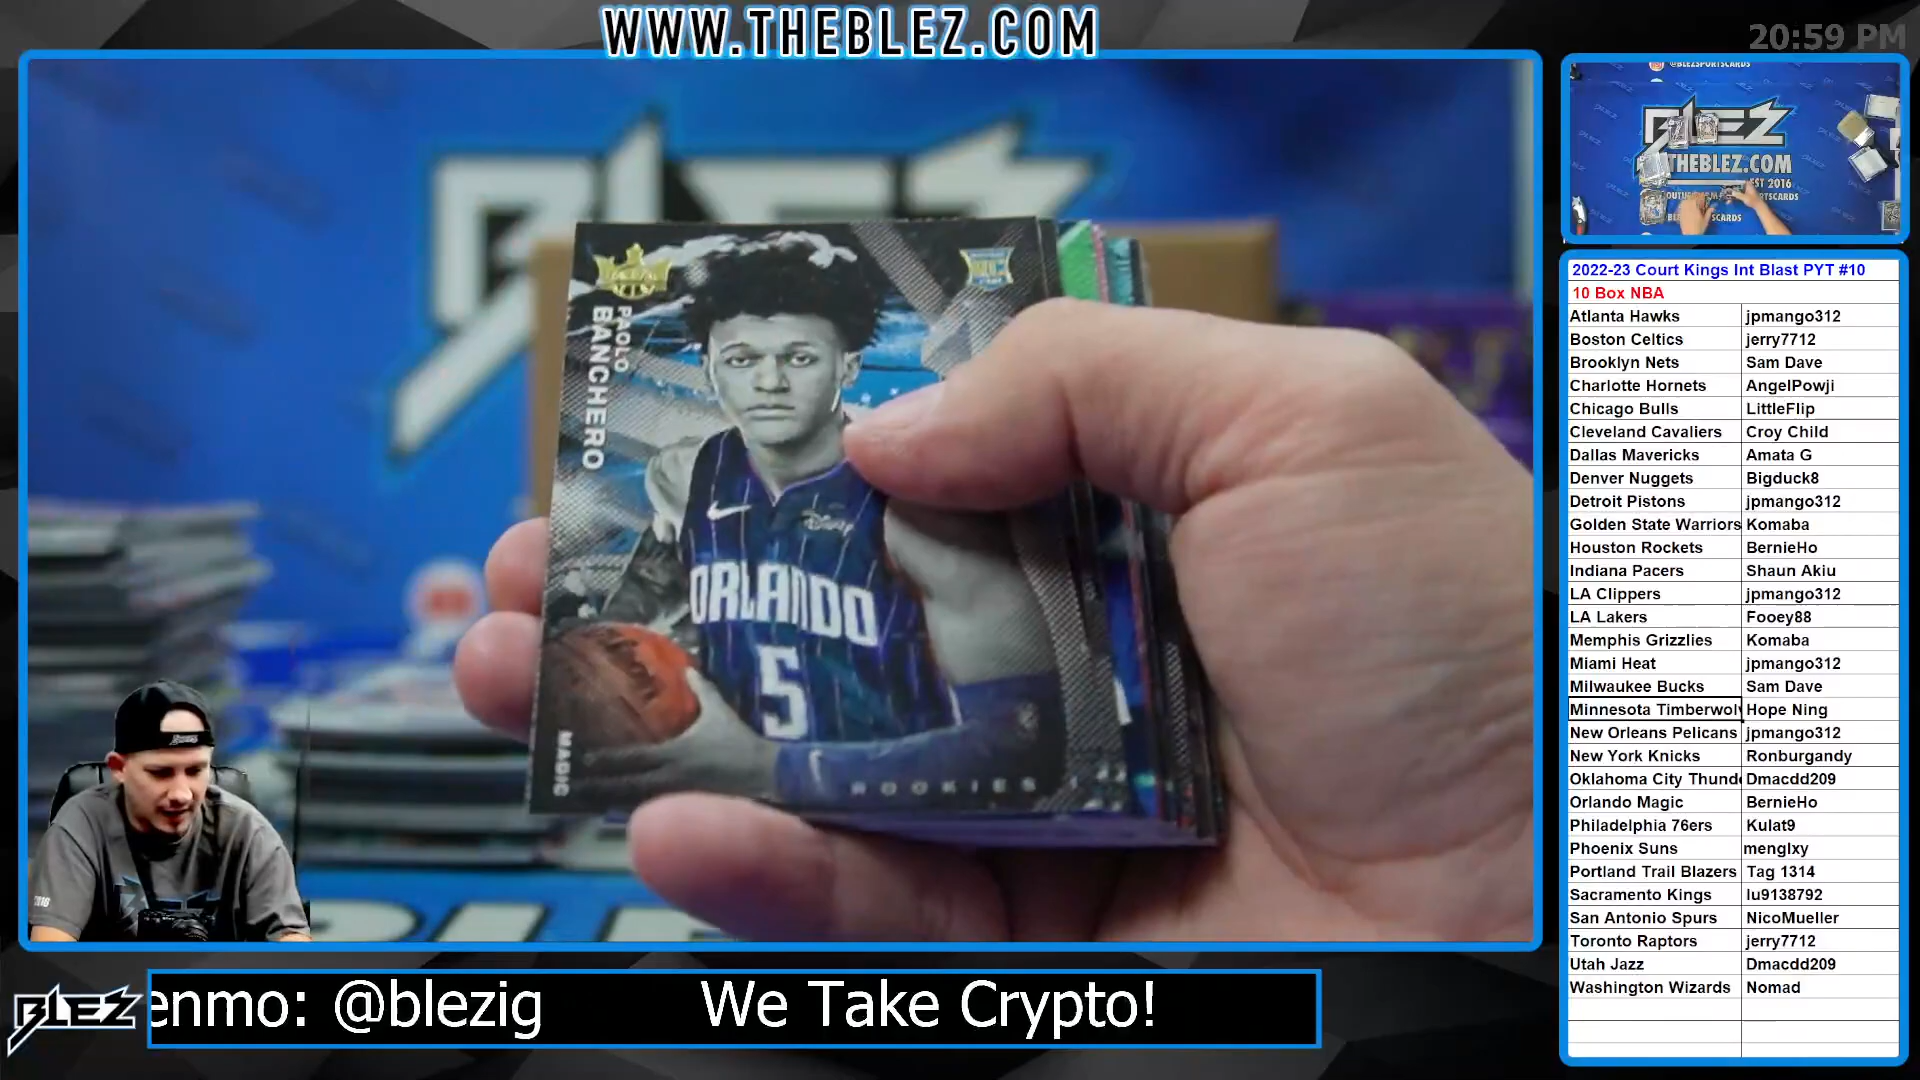 WWW.THEBLEZ.COM
20:59 PM
@BLEZSPORTSCARDS
BLEZ
THEBLEZ.COM
EST 2016
PAOLO
BANCHERO
Disney
ORLANDO
5
MAGIC
ROOKIES
2022-23 Court Kings Int Blast PYT #10
10 Box NBA
Atlanta Hawks jpmango312
Boston Celtics jerry7712
Brooklyn Nets Sam Dave
Charlotte Hornets AngelPowji
Chicago Bulls LittleFlip
Cleveland Cavaliers Croy Child
Dallas Mavericks Amata G
Denver Nuggets Bigduck8
Detroit Pistons jpmango312
Golden State Warriors Komaba
Houston Rockets BernieHo
Indiana Pacers Shaun Akiu
LA Clippers jpmango312
LA Lakers Fooey88
Memphis Grizzlies Komaba
Miami Heat jpmango312
Milwaukee Bucks Sam Dave
Minnesota Timberwolv Hope Ning
New Orleans Pelicans jpmango312
New York Knicks Ronburgandy
Oklahoma City Thunde Dmacdd209
Orlando Magic BernieHo
Philadelphia 76ers Kulat9
Phoenix Suns menglxy
Portland Trail Blazers Tag 1314
Sacramento Kings lu9138792
San Antonio Spurs NicoMueller
Toronto Raptors jerry7712
Utah Jazz Dmacdd209
Washington Wizards Nomad
BLEZ
enmo: @blezig We Take Crypto!